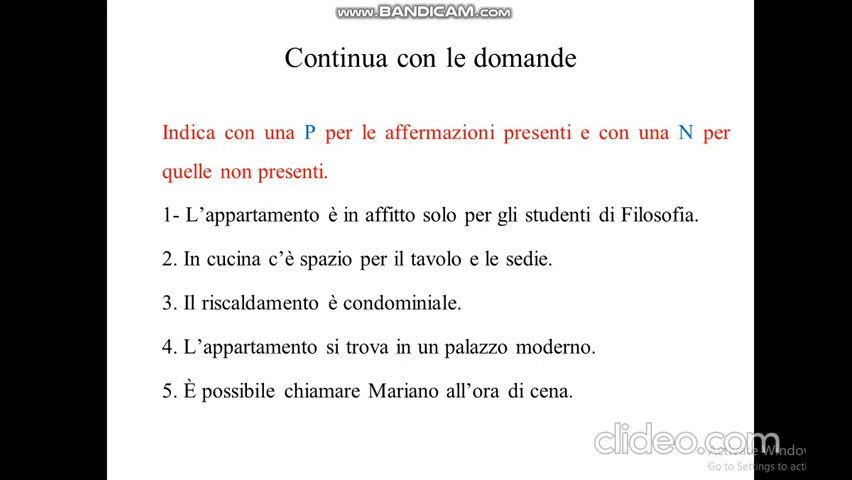 www.BANDICAM.com
Continua con le domande
Indica con una P per le affermazioni presenti e con una N per
quelle non presenti.
1- L’appartamento è in affitto solo per gli studenti di Filosofia.
2. In cucina c’è spazio per il tavolo e le sedie.
3. Il riscaldamento è condominiale.
4. L’appartamento si trova in un palazzo moderno.
5. È possibile chiamare Mariano all’ora di cena.
clideo.com
Go to Settings to acti